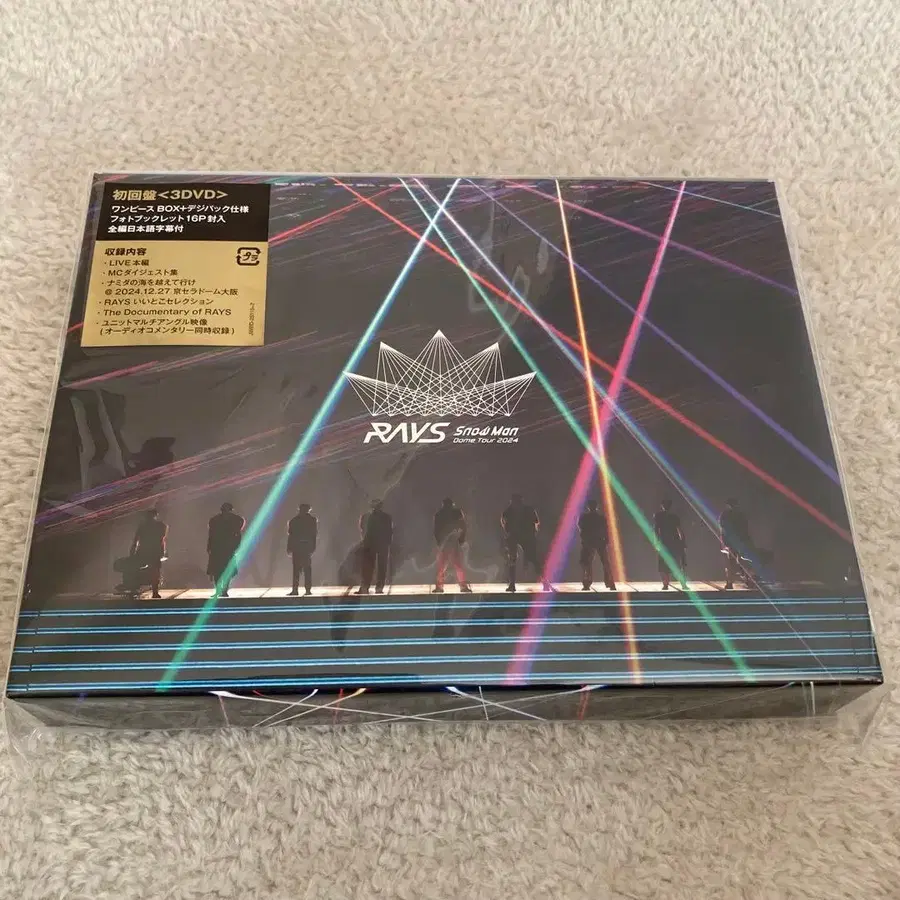 初回盤<3DVD>
ワンピースBOX+デジパック仕様
フォトブックレット16P封入
全編日本語字幕付
収録内容
・LIVE本編
・MCダイジェスト集
・ナミダの海を越えて行け
@ 2024.12.27 京セラドーム大阪
・RAYS いいとこセレクション
・The Documentary of RAYS
・ユニットマルチアングル映像
(オーディオコメンタリー同時収録)
プラ
RAYS Snow Man
Dome Tour 2024